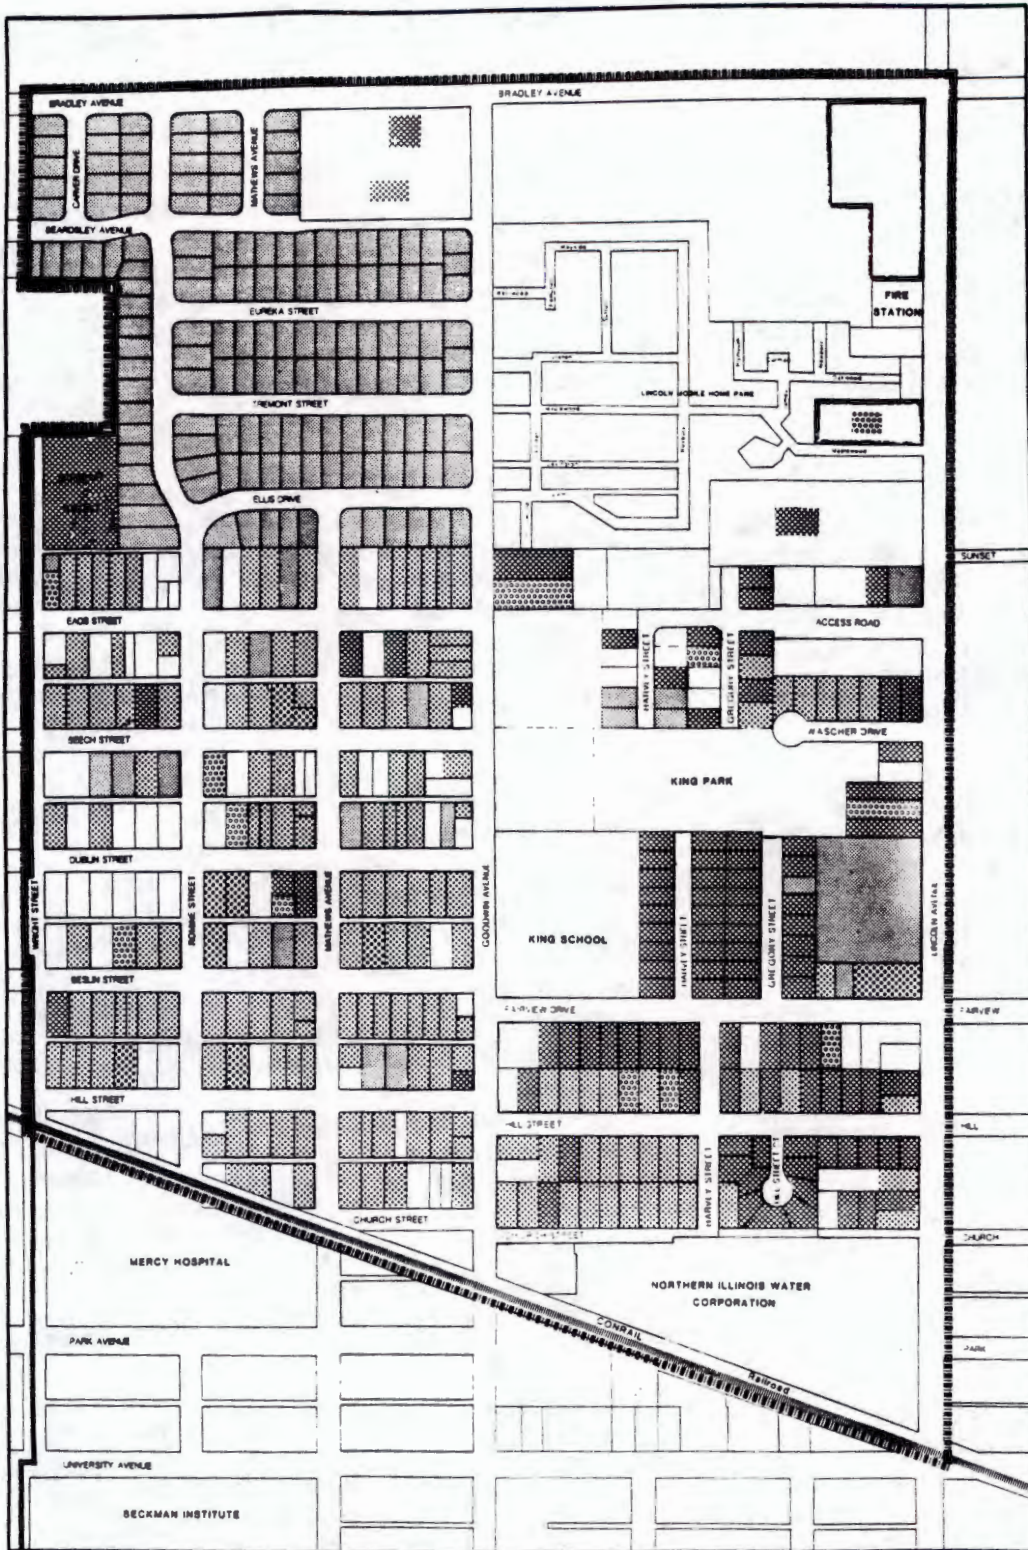 BRADLEY AVENUE
BRADLEY AVENUE
CARVER DRIVE
MATHEWS AVENUE
BEARDSLEY AVENUE
EUREKA STREET
FIRE
STATION
TREMONT STREET
LINCOLN MOBILE HOME PARK
ELLIS DRIVE
SUNSET
EADS STREET
ACCESS ROAD
HARVEY STREET
GREGORY STREET
BEECH STREET
WASCHER DRIVE
KING PARK
DUBLIN STREET
WRIGHT STREET
ROMINE STREET
MATHEWS AVENUE
GOODWIN AVENUE
KING SCHOOL
HARVEY STREET
GREGORY STREET
LINCOLN AVENUE
BESLIN STREET
FAIRVIEW DRIVE
FAIRVIEW
HILL STREET
HILL STREET
HILL
HARVEY STREET
HILL STREET
CHURCH STREET
CHURCH STREET
CHURCH
MERCY HOSPITAL
NORTHERN ILLINOIS WATER
CORPORATION
CONRAIL
Railroad
PARK AVENUE
PARK
UNIVERSITY AVENUE
BECKMAN INSTITUTE